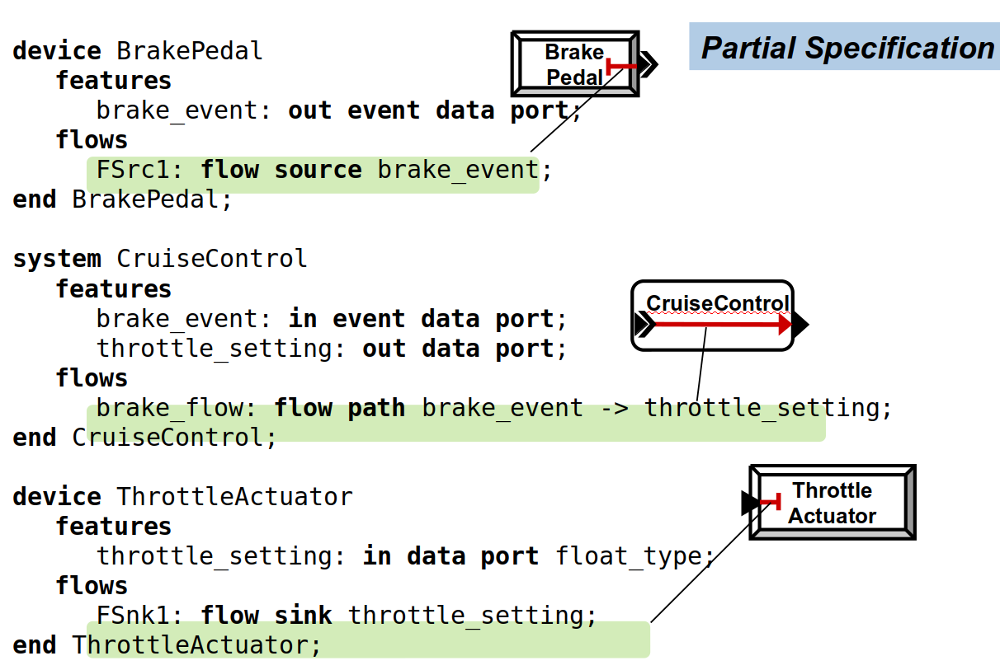 Partial Specification
device BrakePedal
features
brake_event: out event data port;
flows
FSrc1: flow source brake_event;
end BrakePedal;
Brake
Pedal
system CruiseControl
features
brake_event: in event data port;
throttle_setting: out data port;
flows
brake_flow: flow path brake_event -> throttle_setting;
end CruiseControl;
CruiseControl
device ThrottleActuator
features
throttle_setting: in data port float_type;
flows
FSnk1: flow sink throttle_setting;
end ThrottleActuator;
Throttle
Actuator